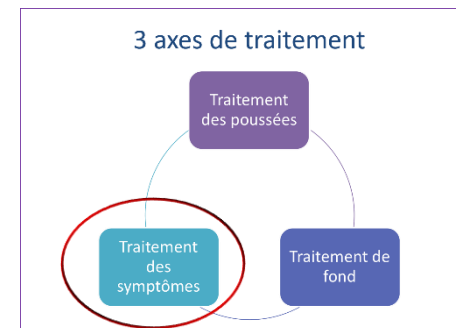 3 axes de traitement
Traitement
des poussées
Traitement
des
symptômes
Traitement de
fond